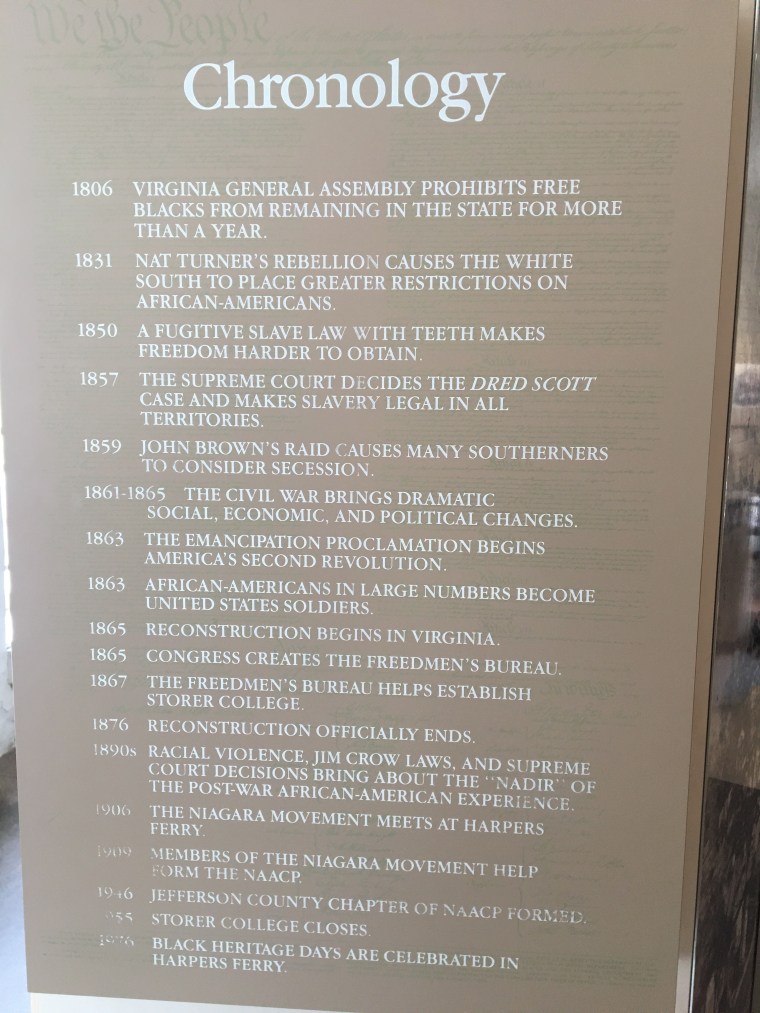 We the People
Chronology
1806 VIRGINIA GENERAL ASSEMBLY PROHIBITS FREE
BLACKS FROM REMAINING IN THE STATE FOR MORE
THAN A YEAR.
1831 NAT TURNER'S REBELLION CAUSES THE WHITE
SOUTH TO PLACE GREATER RESTRICTIONS ON
AFRICAN-AMERICANS.
1850 A FUGITIVE SLAVE LAW WITH TEETH MAKES
FREEDOM HARDER TO OBTAIN.
1857 THE SUPREME COURT DECIDES THE DRED SCOTT
CASE AND MAKES SLAVERY LEGAL IN ALL
TERRITORIES.
1859 JOHN BROWN'S RAID CAUSES MANY SOUTHERNERS
TO CONSIDER SECESSION.
1861-1865 THE CIVIL WAR BRINGS DRAMATIC
SOCIAL, ECONOMIC, AND POLITICAL CHANGES.
1863 THE EMANCIPATION PROCLAMATION BEGINS
AMERICA'S SECOND REVOLUTION.
1863 AFRICAN-AMERICANS IN LARGE NUMBERS BECOME
UNITED STATES SOLDIERS.
1865 RECONSTRUCTION BEGINS IN VIRGINIA.
1865 CONGRESS CREATES THE FREEDMEN'S BUREAU.
1867 THE FREEDMEN'S BUREAU HELPS ESTABLISH
STORER COLLEGE.
1876 RECONSTRUCTION OFFICIALLY ENDS.
1890s RACIAL VIOLENCE, JIM CROW LAWS, AND SUPREME
COURT DECISIONS BRING ABOUT THE "NADIR" OF
THE POST-WAR AFRICAN-AMERICAN EXPERIENCE.
1906 THE NIAGARA MOVEMENT MEETS AT HARPERS
FERRY.
1909 MEMBERS OF THE NIAGARA MOVEMENT HELP
FORM THE NAACP.
1946 JEFFERSON COUNTY CHAPTER OF NAACP FORMED.
STORER COLLEGE CLOSES.
BLACK HERITAGE DAYS ARE CELEBRATED IN
HARPERS FERRY.